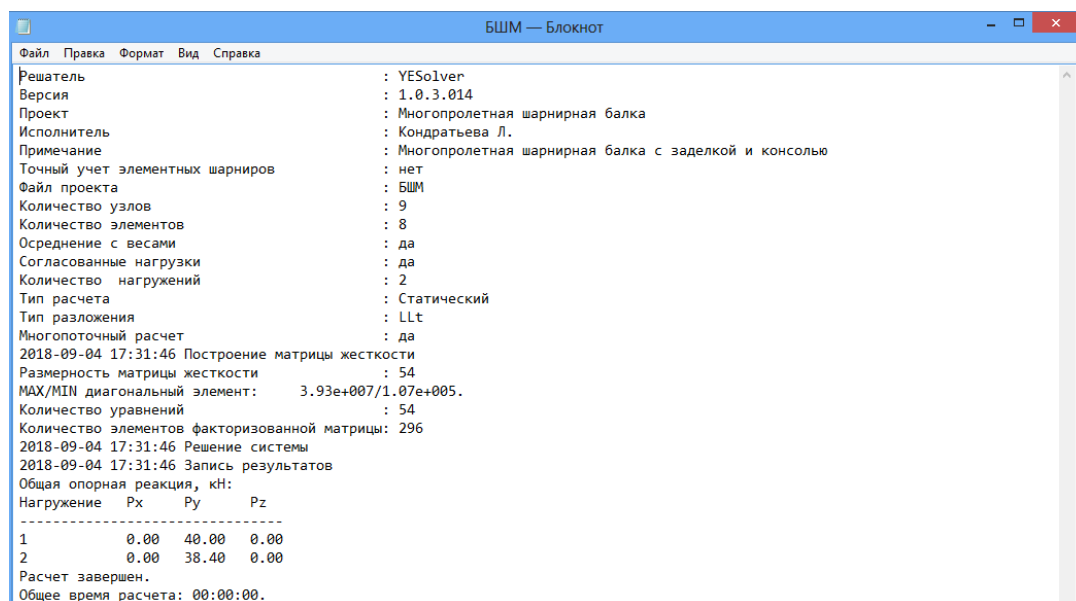 БШМ — Блокнот
Файл Правка Формат Вид Справка
Решатель : YESolver
Версия : 1.0.3.014
Проект : Многопролетная шарнирная балка
Исполнитель : Кондратьева Л.
Примечание : Многопролетная шарнирная балка с заделкой и консолью
Точный учет элементных шарниров : нет
Файл проекта : БШМ
Количество узлов : 9
Количество элементов : 8
Осреднение с весами : да
Согласованные нагрузки : да
Количество  нагружений : 2
Тип расчета : Статический
Тип разложения : LLt
Многопоточный расчет : да
2018-09-04 17:31:46 Построение матрицы жесткости
Размерность матрицы жесткости : 54
MAX/MIN диагональный элемент: 3.93e+007/1.07e+005.
Количество уравнений : 54
Количество элементов факторизованной матрицы: 296
2018-09-04 17:31:46 Решение системы
2018-09-04 17:31:46 Запись результатов
Общая опорная реакция, кН:
Нагружение Px Py Pz
---------------------------------
1 0.00 40.00 0.00
2 0.00 38.40 0.00
Расчет завершен.
Общее время расчета: 00:00:00.